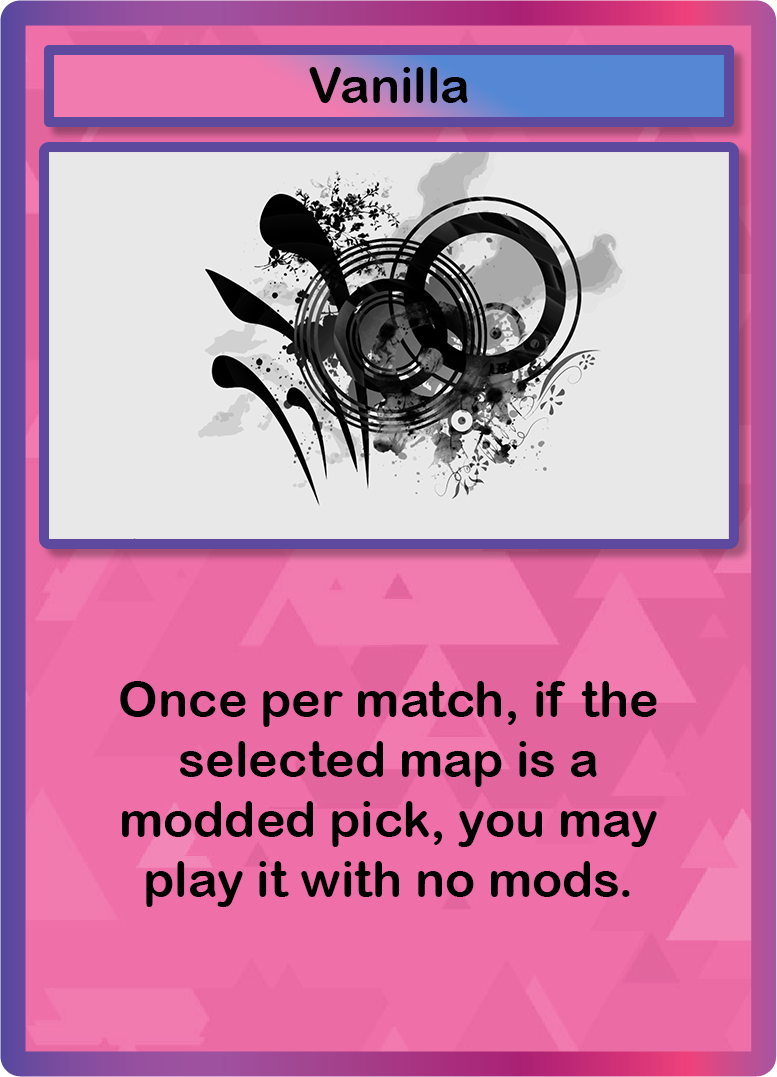 Vanilla
Once per match, if the
selected map is a
modded pick, you may
play it with no mods.